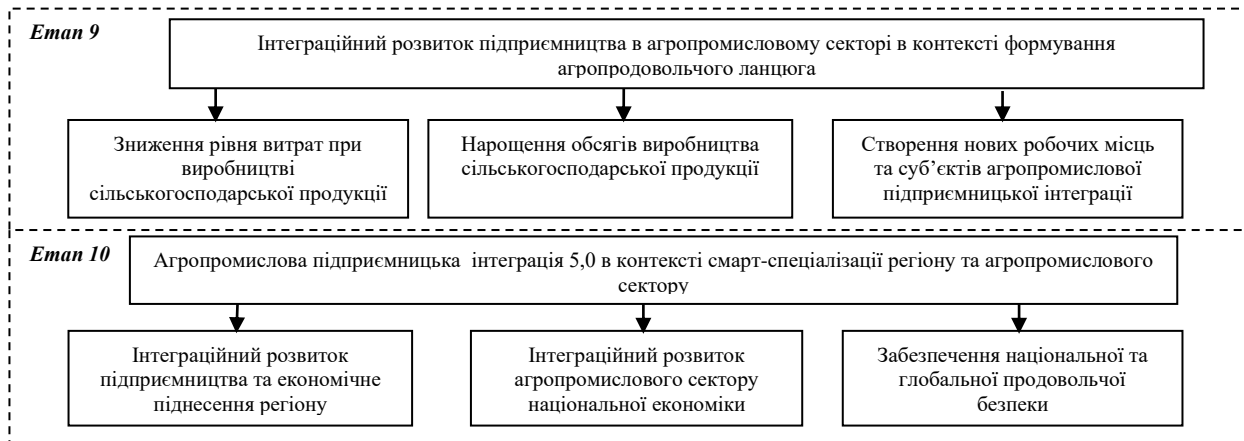 Етап 9
Інтеграційний розвиток підприємництва в агропромисловому секторі в контексті формування
агропродовольчого ланцюга
Зниження рівня витрат при
виробництві
сільськогосподарської продукції
Нарощення обсягів виробництва
сільськогосподарської продукції
Створення нових робочих місць
та суб’єктів агропромислової
підприємницької інтеграції
Етап 10
Агропромислова підприємницька інтеграція 5,0 в контексті смарт-спеціалізації регіону та агропромислового
сектору
Інтеграційний розвиток
підприємництва та економічне
піднесення регіону
Інтеграційний розвиток
агропромислового сектору
національної економіки
Забезпечення національної та
глобальної продовольчої
безпеки